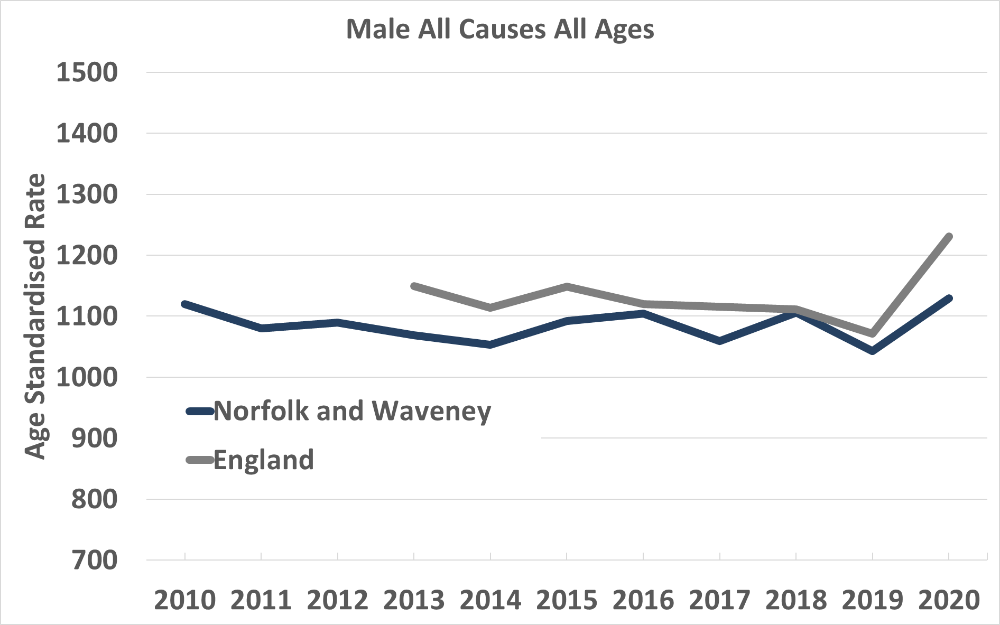 Male All Causes All Ages
Age Standardised Rate
1500
1400
1300
1200
1100
1000
900
800
700
Norfolk and Waveney
England
2010 2011 2012 2013 2014 2015 2016 2017 2018 2019 2020